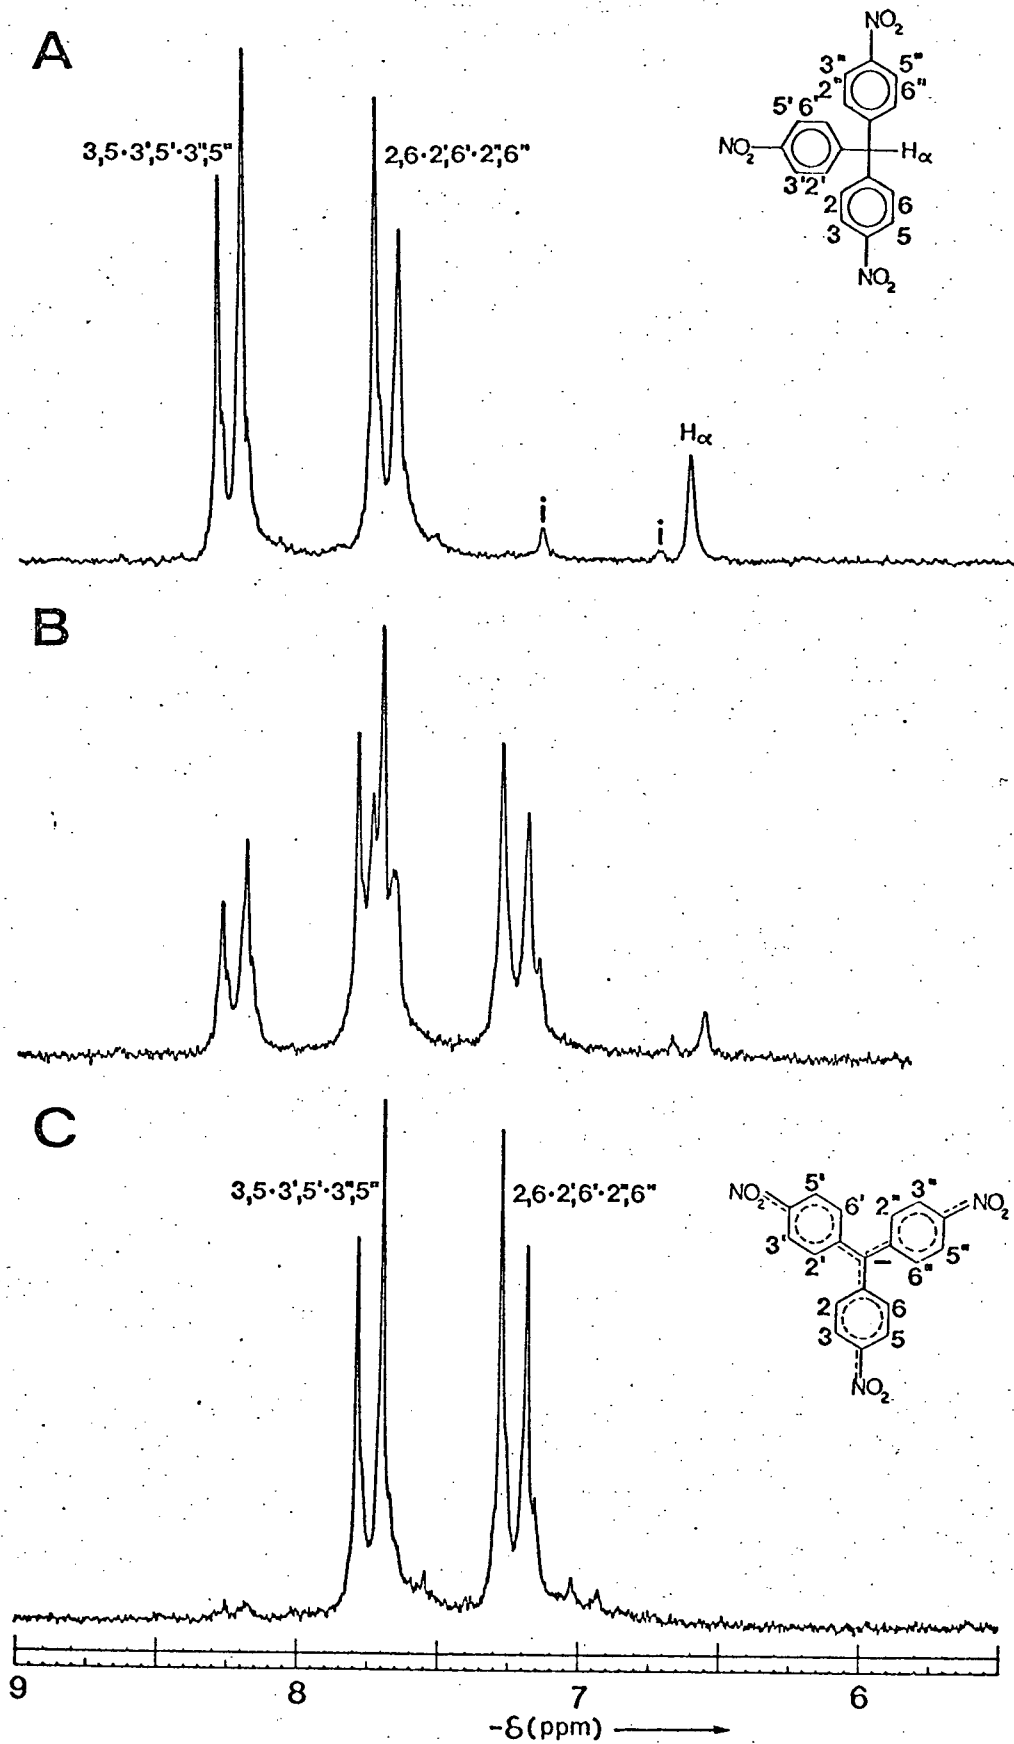 A
NO2
3" 5"
2" 6"
5' 6'
3,5·3',5'·3",5"
2,6·2',6'·2",6"
NO2
Hα
3'2'
2 6
3 5
NO2
Hα
i
i
B
C
3,5·3',5'·3",5"
2,6·2',6'·2",6"
5' 3"
NO2 6' 2" NO2
3' 5"
2' − 6"
2 6
3 5
NO2
9 8 7 6
-δ(ppm)